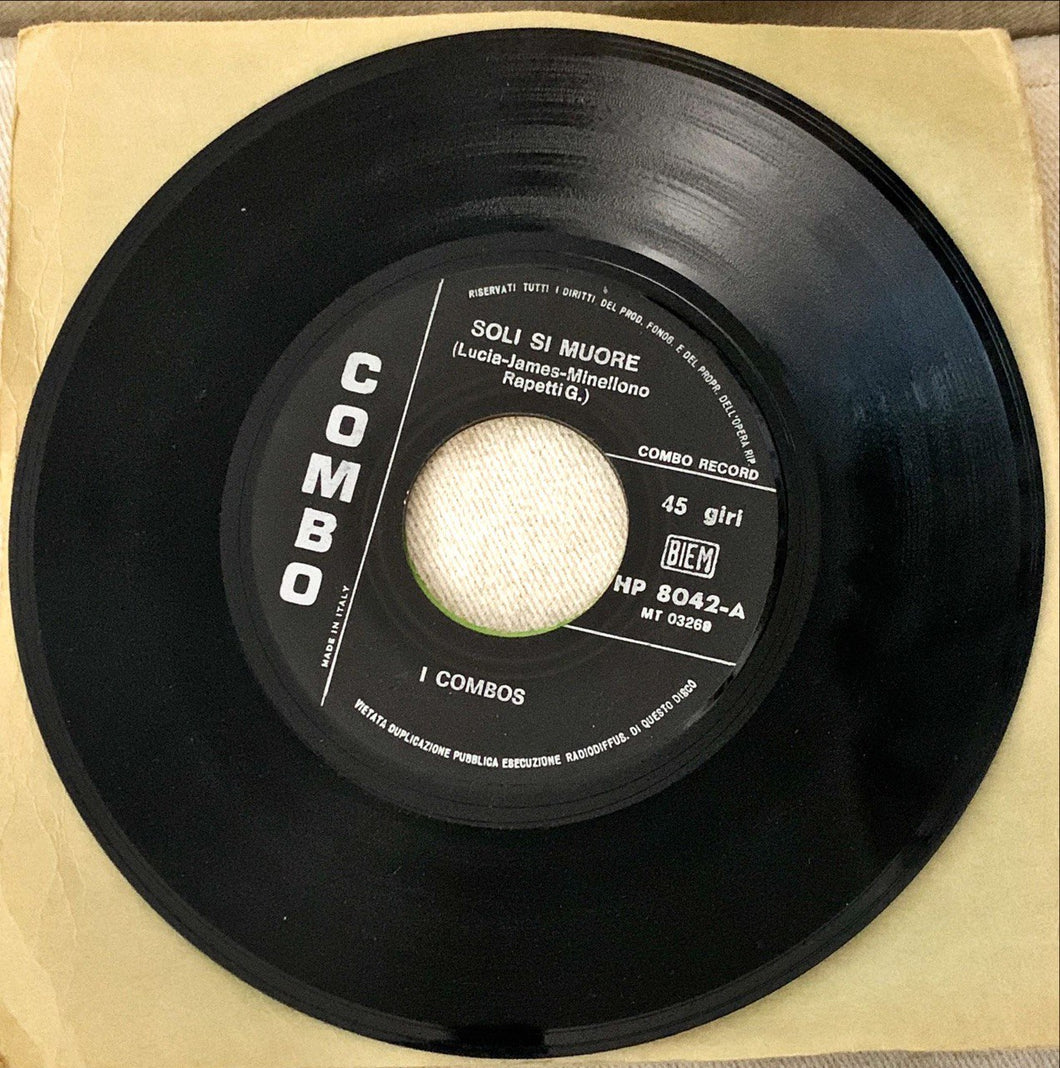 COMBO
MADE IN ITALY
RISERVATI TUTTI I DIRITTI DEL PROD. FONOG. E DEL PROPR. DELL'OPERA RIP.
SOLI SI MUORE
(Lucia-James-Minellono
Rapetti G.)
COMBO RECORD
45 giri
BIEM
HP 8042-A
MT 03269
I COMBOS
VIETATA DUPLICAZIONE PUBBLICA ESECUZIONE RADIODIFFUS. DI QUESTO DISCO